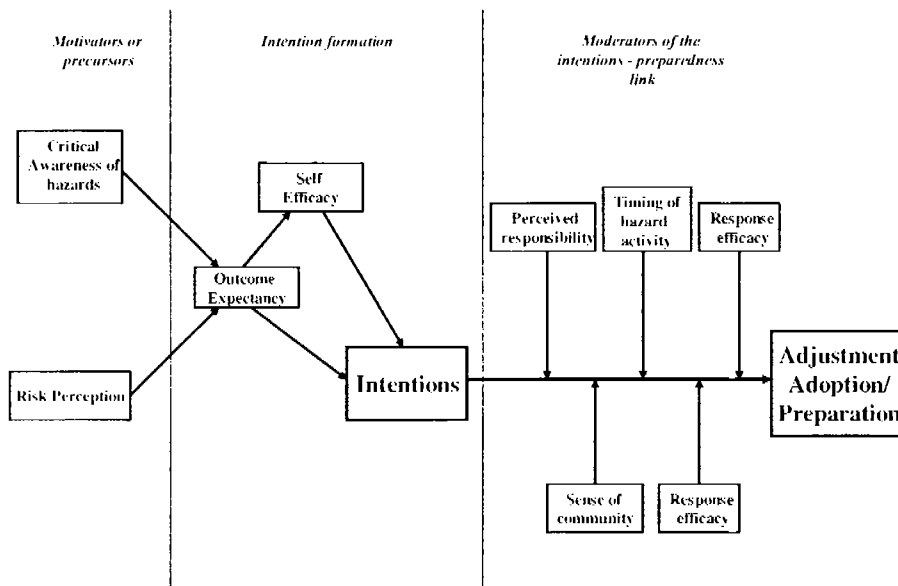 Motivators or
precursors
Intention formation
Moderators of the
intentions - preparedness
link
Critical
Awareness of
hazards
Self
Efficacy
Outcome
Expectancy
Risk Perception
Intentions
Perceived
responsibility
Timing of
hazard
activity
Response
efficacy
Sense of
community
Response
efficacy
Adjustment
Adoption/
Preparation